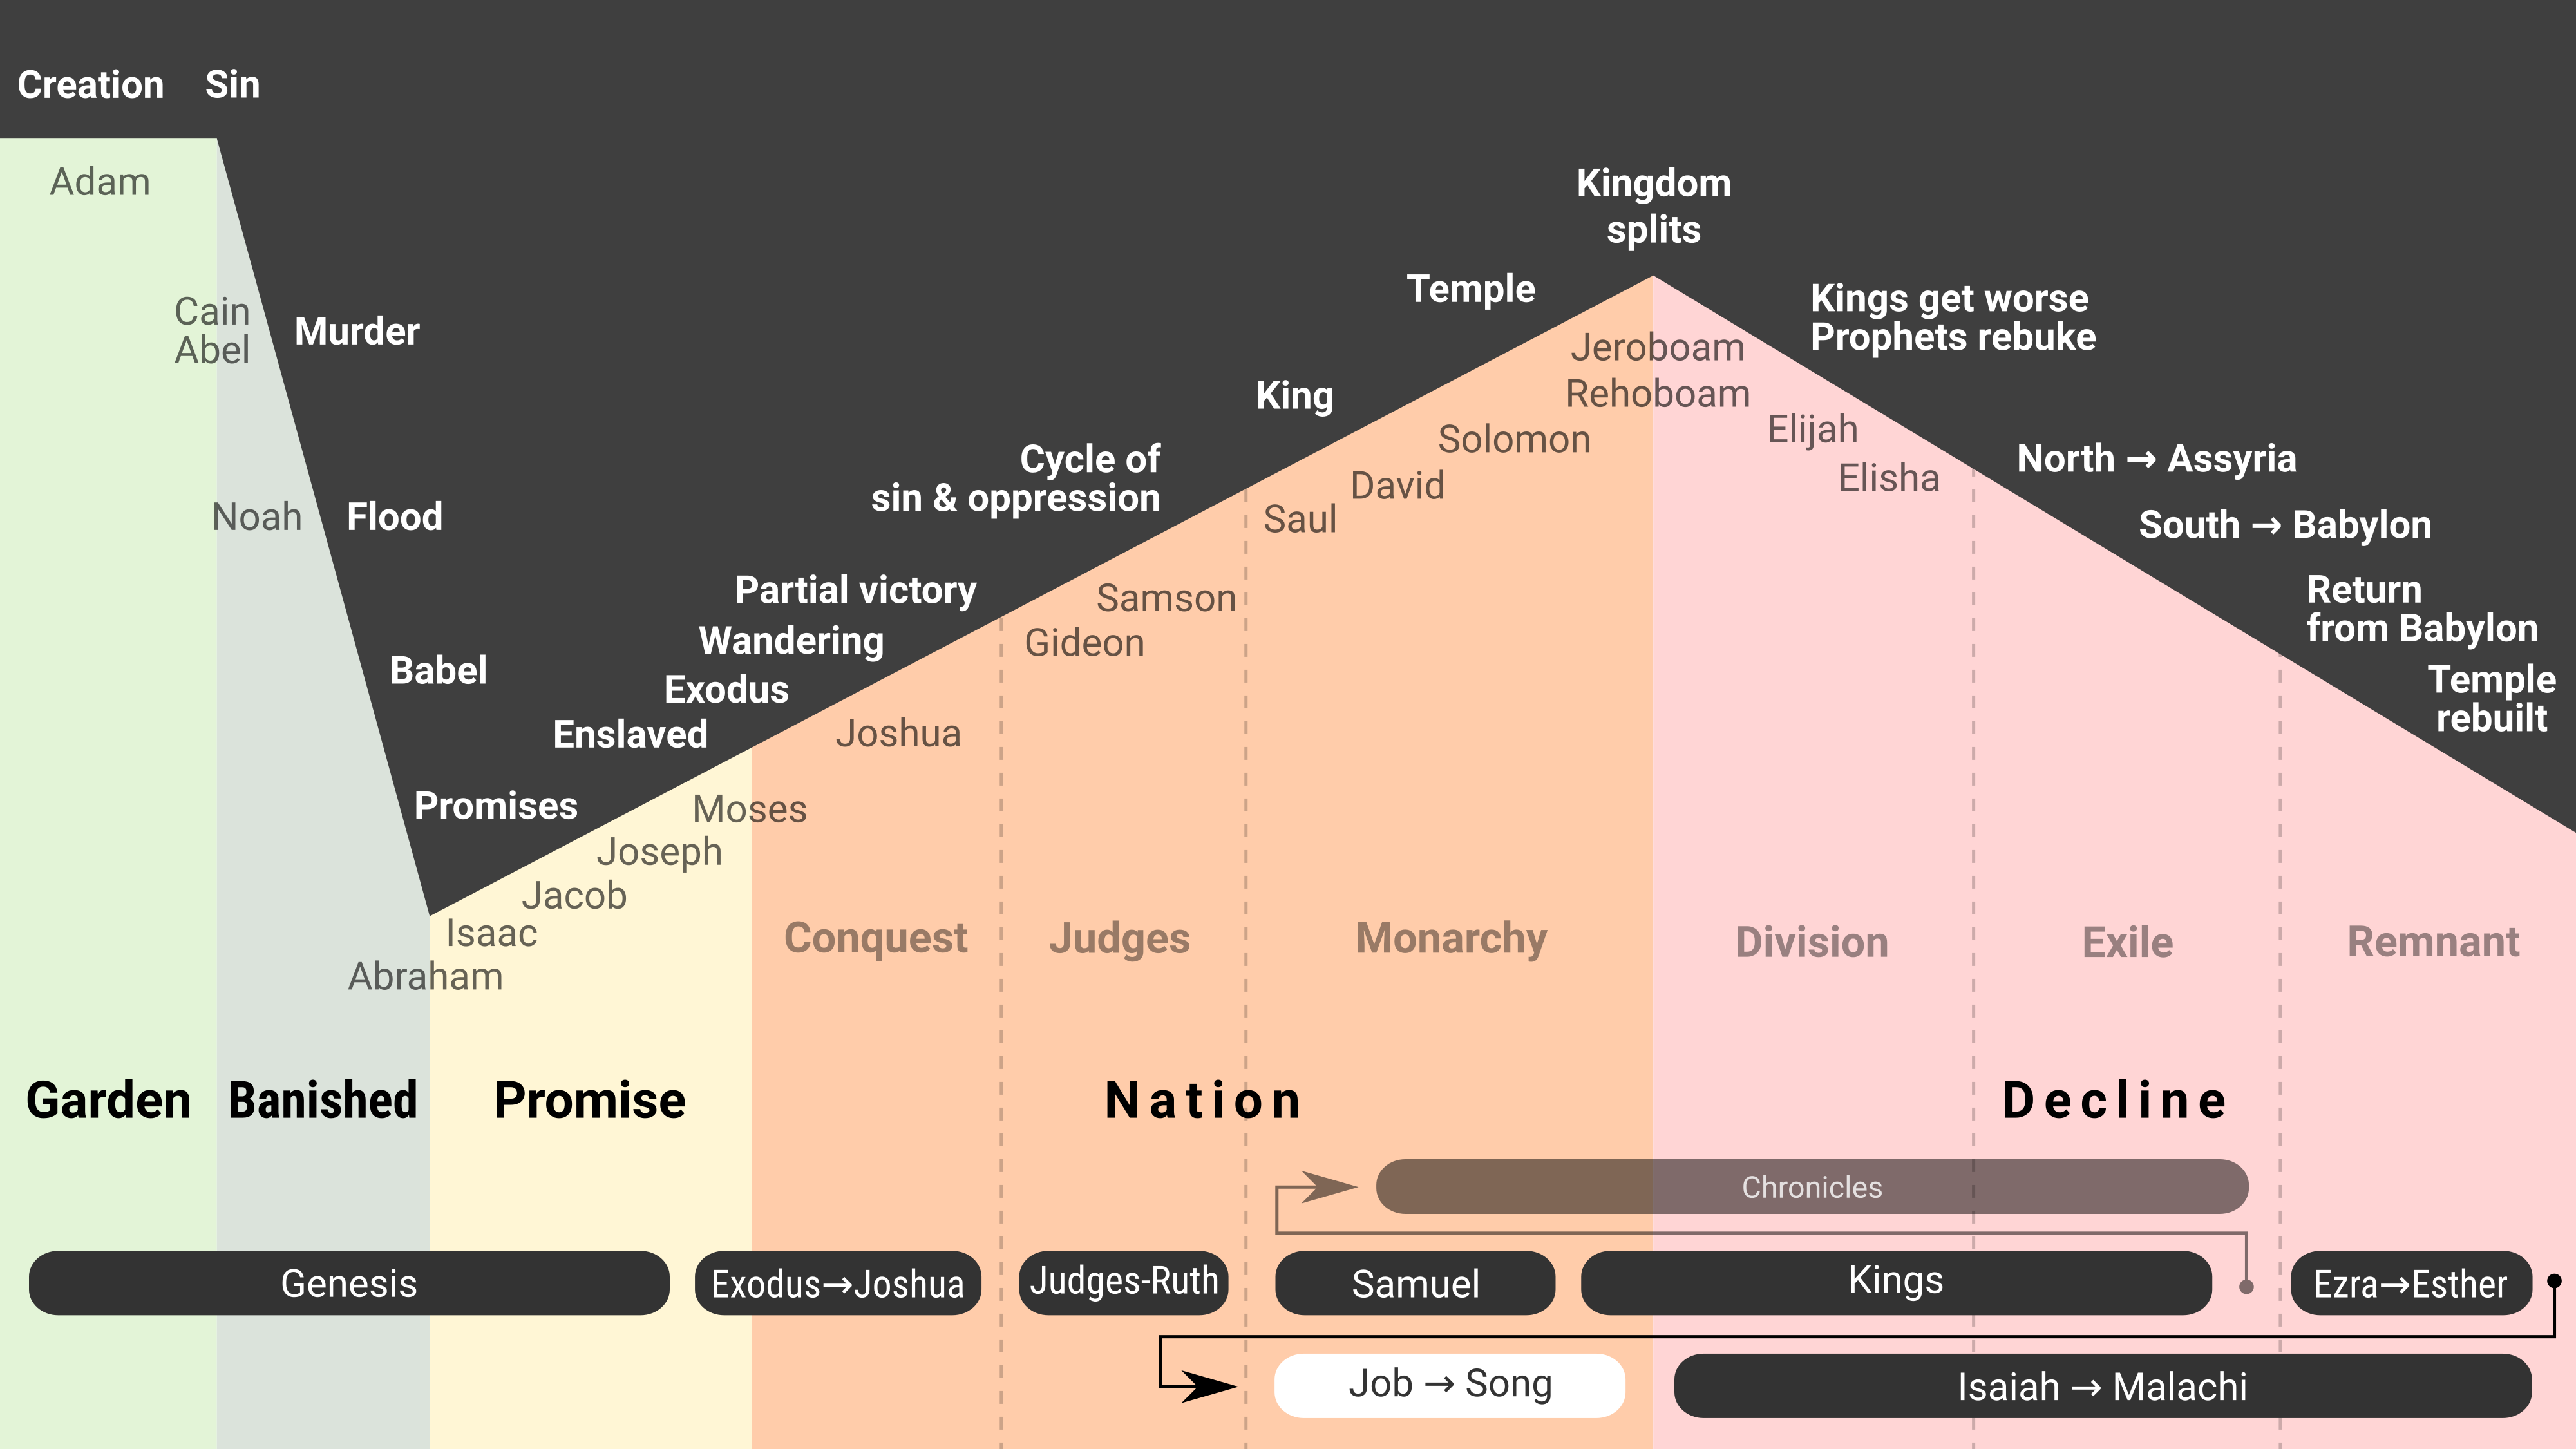 Creation
Sin
Adam
Cain
Abel
Murder
Noah
Flood
Babel
Promises
Enslaved
Exodus
Wandering
Partial victory
Cycle of
sin & oppression
King
Temple
Kingdom
splits
Kings get worse
Prophets rebuke
North → Assyria
South → Babylon
Return
from Babylon
Temple
rebuilt
Abraham
Isaac
Jacob
Joseph
Moses
Joshua
Gideon
Samson
Saul
David
Solomon
Jeroboam
Rehoboam
Elijah
Elisha
Conquest
Judges
Monarchy
Division
Exile
Remnant
Garden
Banished
Promise
Nation
Decline
Chronicles
Genesis
Exodus→Joshua
Judges-Ruth
Samuel
Kings
Ezra→Esther
Job → Song
Isaiah → Malachi